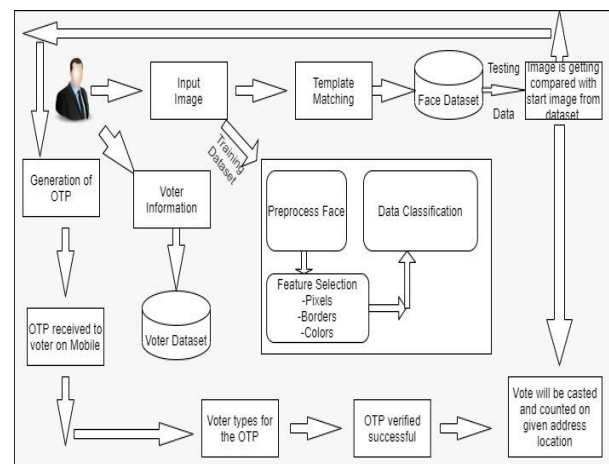 Input
Image
Template
Matching
Face Dataset
Testing
Data
Image is getting
compared with
start image from
dataset
Training
Dataset
Generation of
OTP
Voter
Information
Preprocess Face
Data Classification
Feature Selection
-Pixels
-Borders
-Colors
OTP received to
voter on Mobile
Voter Dataset
Voter types for
the OTP
OTP verified
successful
Vote will be casted
and counted on
given address
location